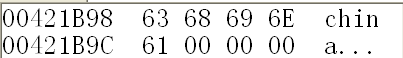 00421B98  63 68 69 6E  chin
00421B9C  61 00 00 00  a...